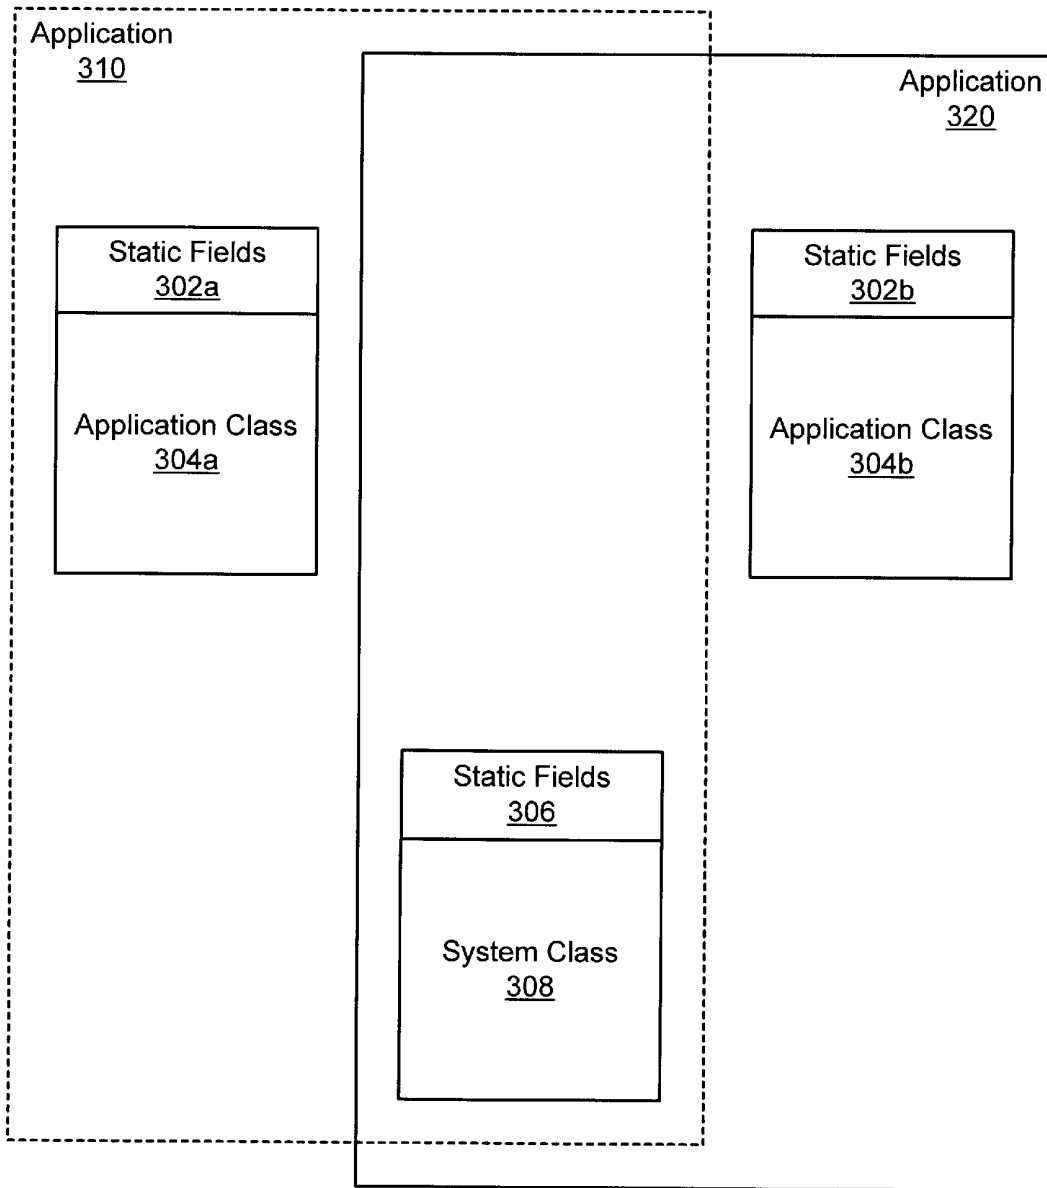 Application
310
Application
320
Static Fields
302a
Application Class
304a
Static Fields
302b
Application Class
304b
Static Fields
306
System Class
308